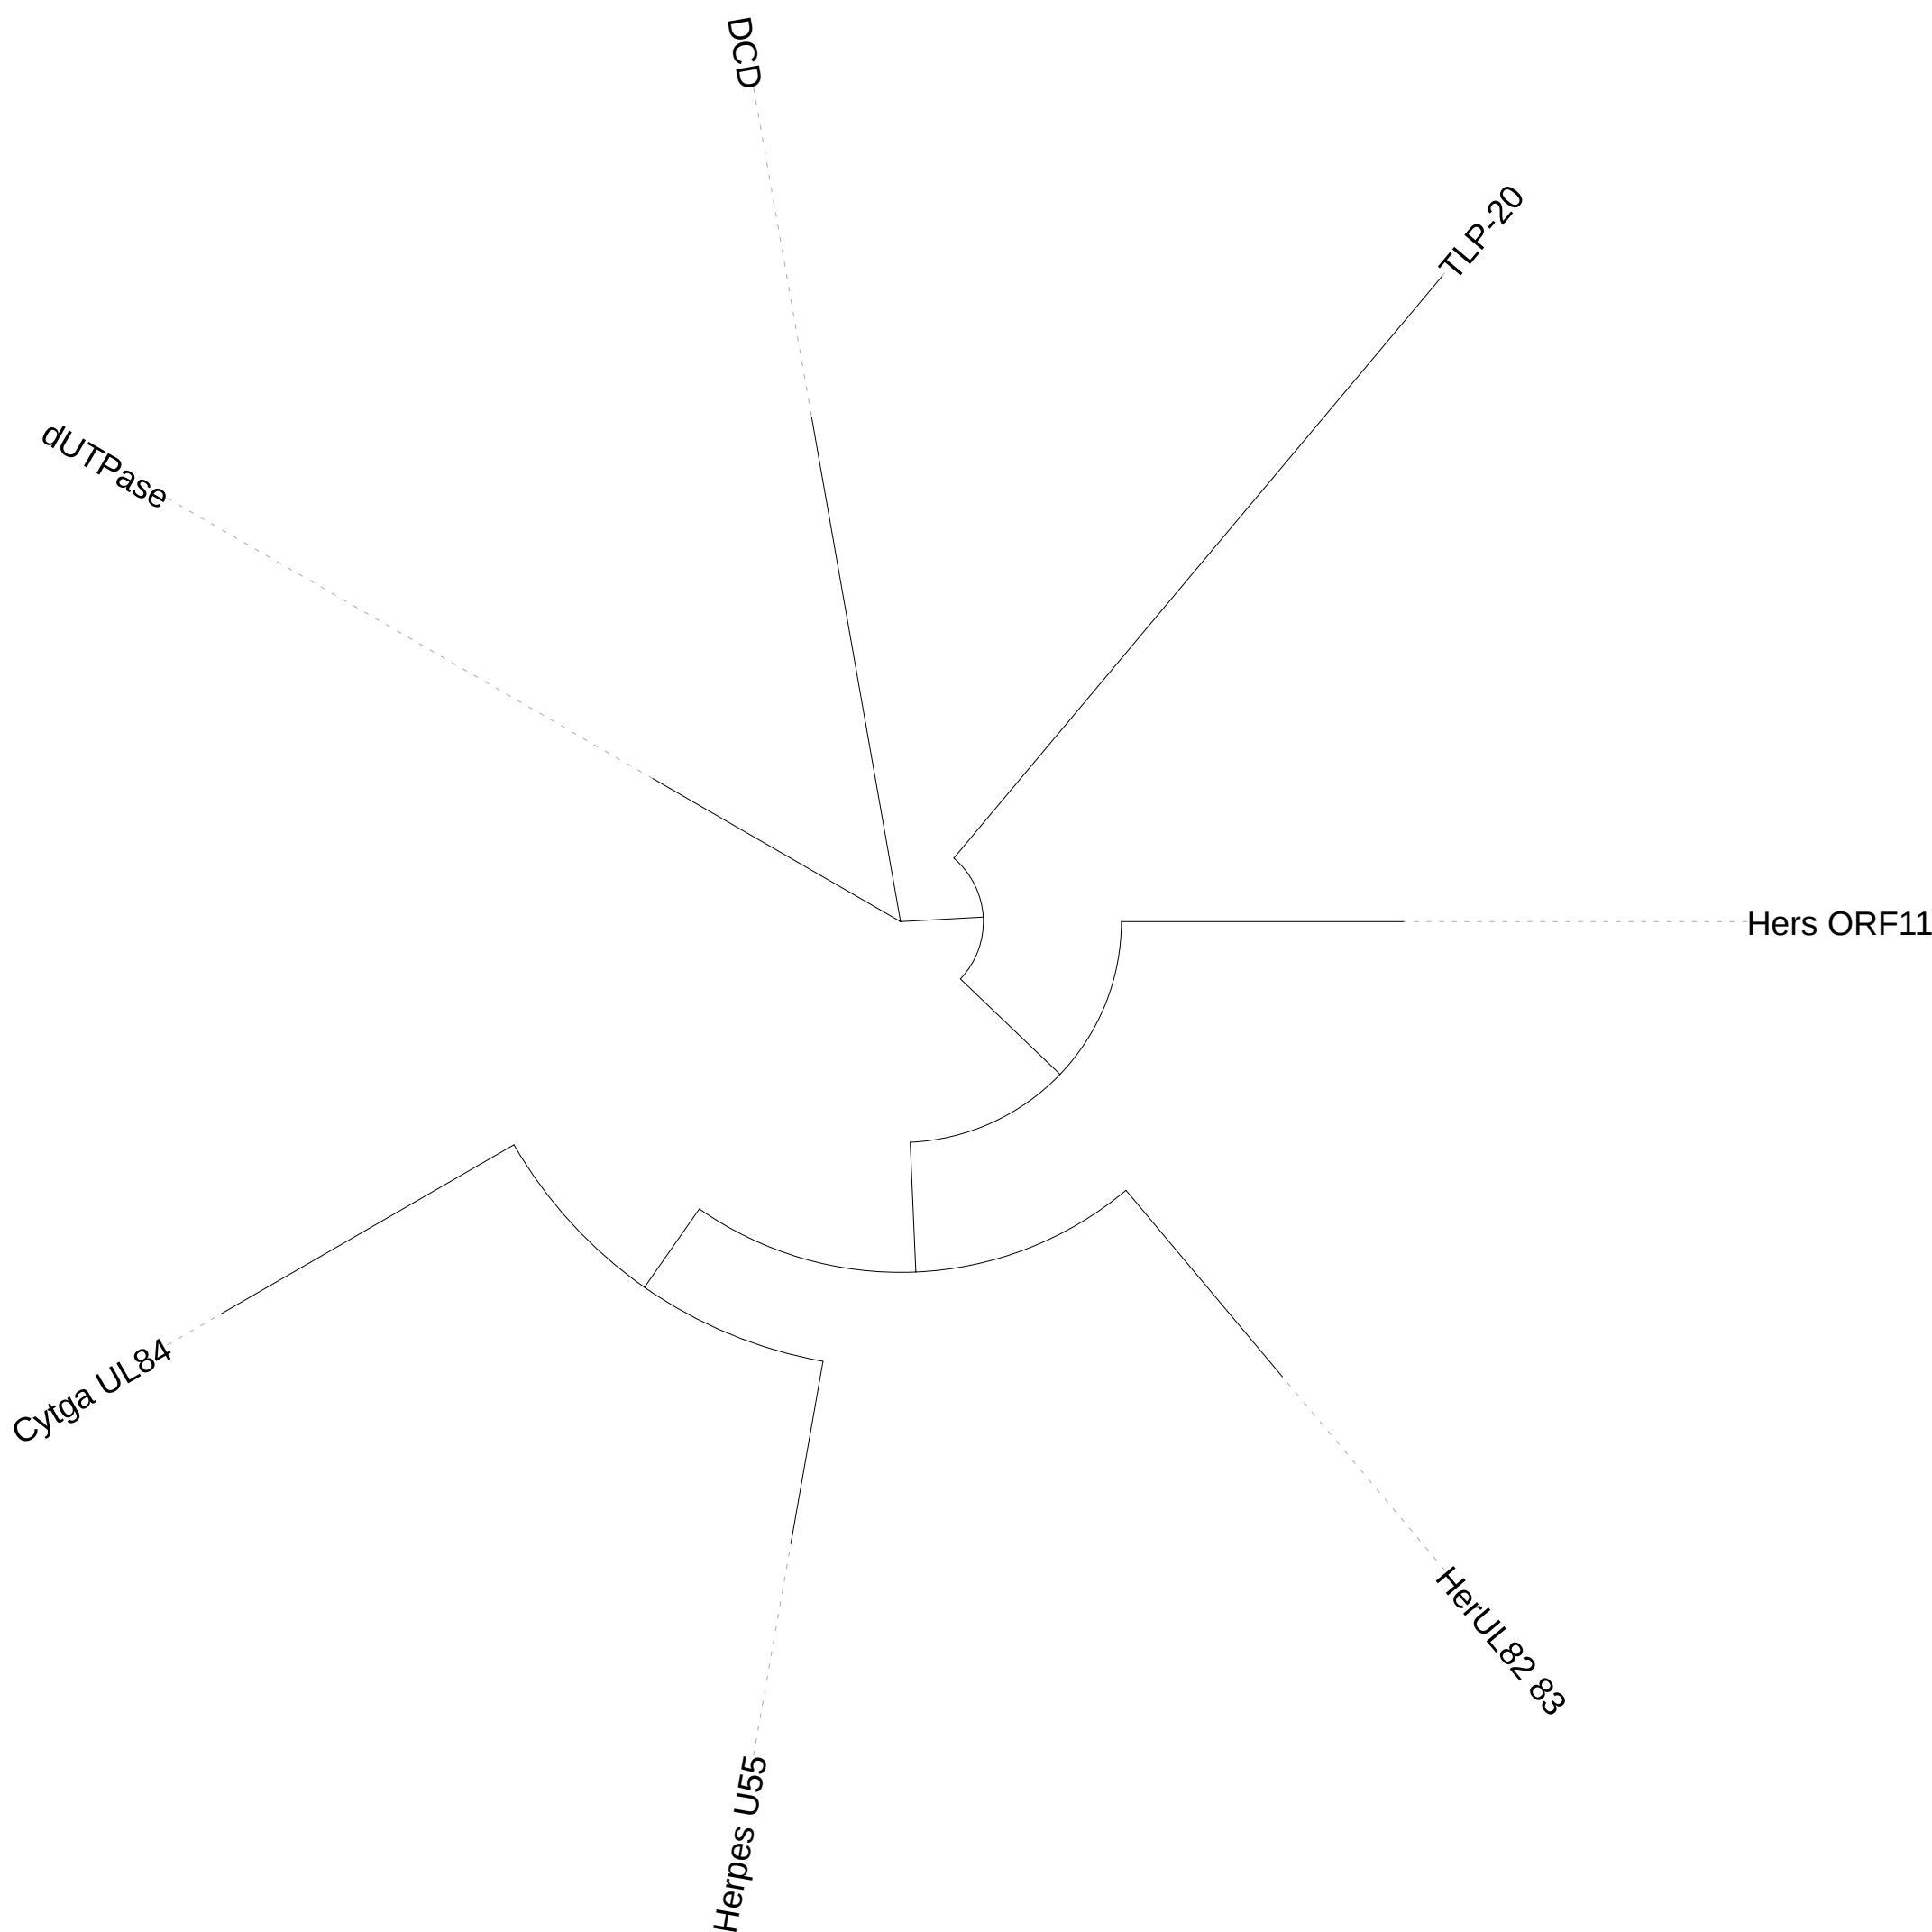 DCD
TLP-20
dUTPase
Hers ORF11
Cytga UL84
HerUL82 83
Herpes U55